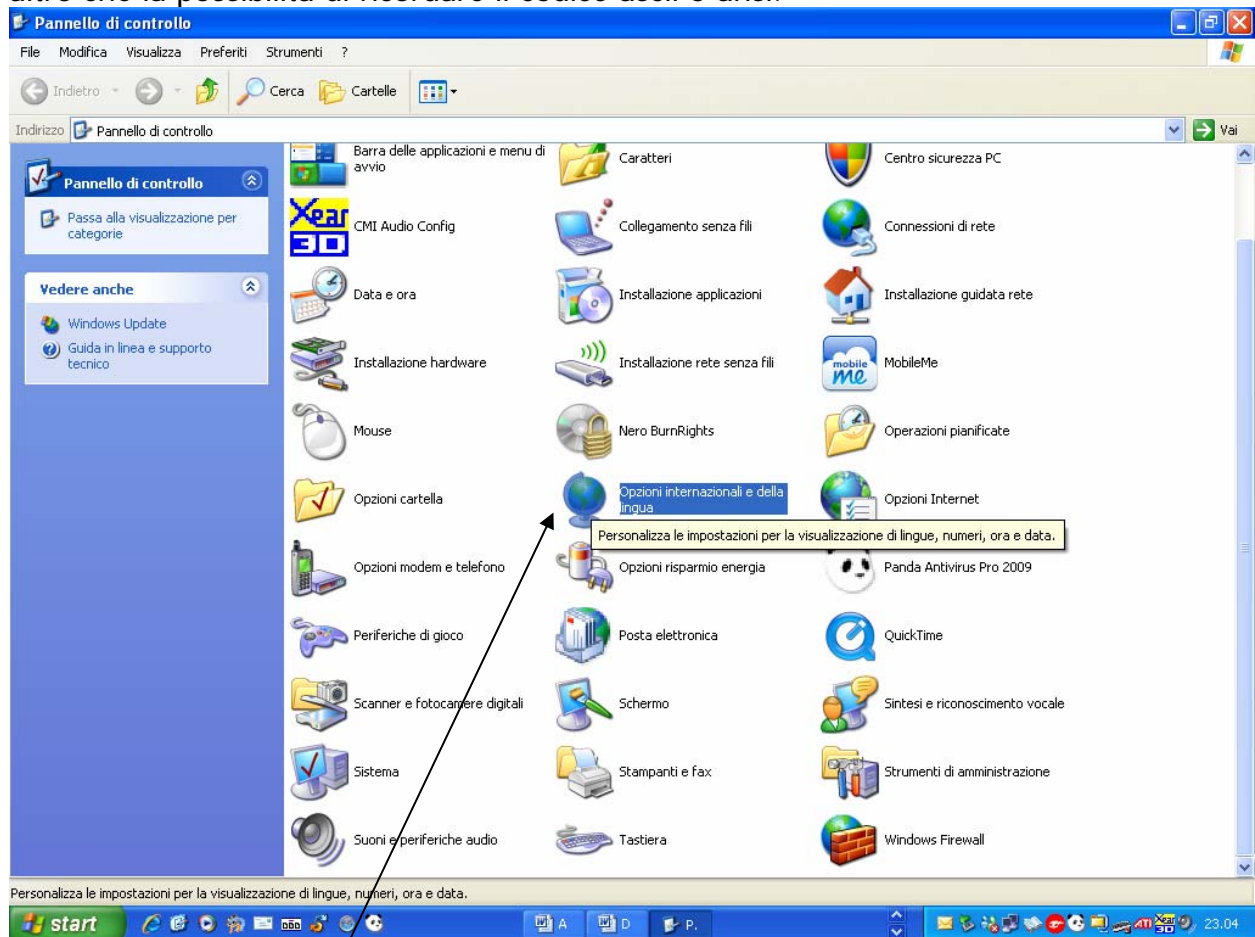 Pannello di controllo
File Modifica Visualizza Preferiti Strumenti ?
Indietro Cerca Cartelle
Indirizzo Pannello di controllo Vai
Pannello di controllo
Passa alla visualizzazione per
categorie
Vedere anche
Windows Update
Guida in linea e supporto
tecnico
Barra delle applicazioni e menu di
avvio
Caratteri
Centro sicurezza PC
Xear
3D
CMI Audio Config
Collegamento senza fili
Connessioni di rete
Data e ora
Installazione applicazioni
Installazione guidata rete
Installazione hardware
Installazione rete senza fili
mobile
me
MobileMe
Mouse
Nero BurnRights
Operazioni pianificate
Opzioni cartella
Opzioni internazionali e della
lingua
Opzioni Internet
Personalizza le impostazioni per la visualizzazione di lingue, numeri, ora e data.
Opzioni modem e telefono
Opzioni risparmio energia
Panda Antivirus Pro 2009
Periferiche di gioco
Posta elettronica
QuickTime
Scanner e fotocamere digitali
Schermo
Sintesi e riconoscimento vocale
Sistema
Stampanti e fax
Strumenti di amministrazione
Suoni e periferiche audio
Tastiera
Windows Firewall
Personalizza le impostazioni per la visualizzazione di lingue, numeri, ora e data.
start A D P. 23.04